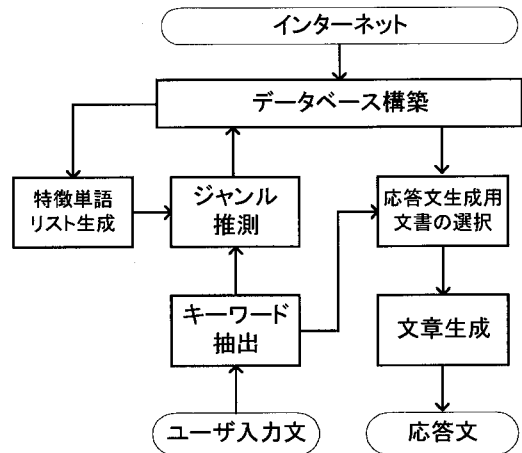 インターネット
データベース構築
特徴単語
リスト生成
ジャンル
推測
応答文生成用
文書の選択
キーワード
抽出
文章生成
ユーザ入力文
応答文